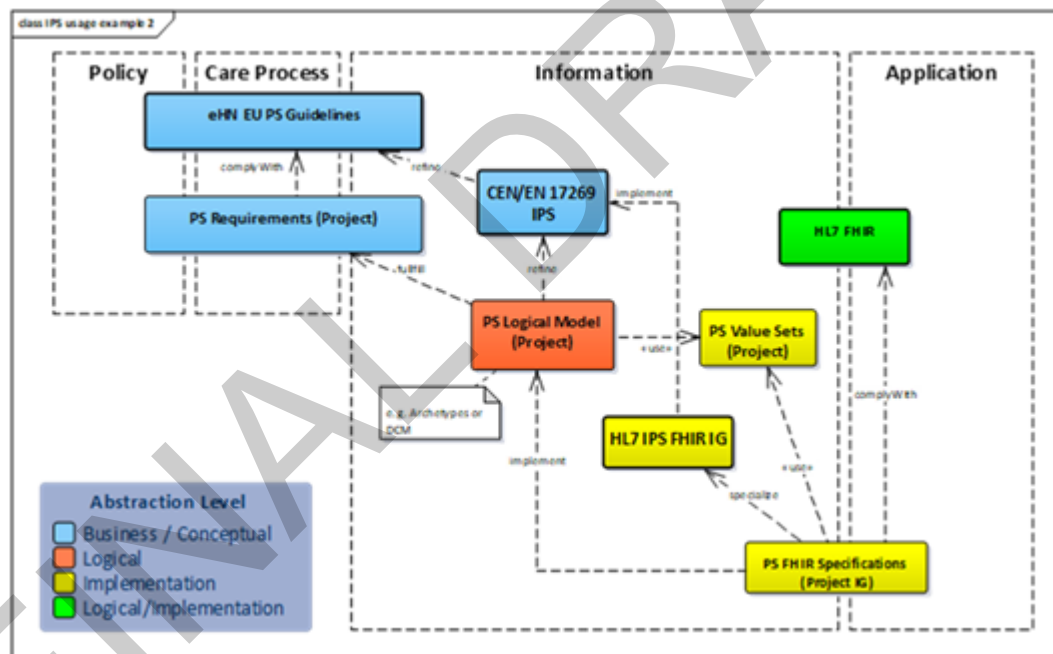 class IPS usage example 2
Policy
Care Process
Information
Application
eHN EU PS Guidelines
complyWith
refine
CEN/EN 17269
IPS
implement
PS Requirements (Project)
HL7 FHIR
fullfill
refine
PS Logical Model
(Project)
«use»
PS Value Sets
(Project)
complyWith
e.g. Archetypes or
DCM
HL7 IPS FHIR IG
implement
«use»
specialize
PS FHIR Specifications
(Project IG)
Abstraction Level
Business / Conceptual
Logical
Implementation
Logical/Implementation